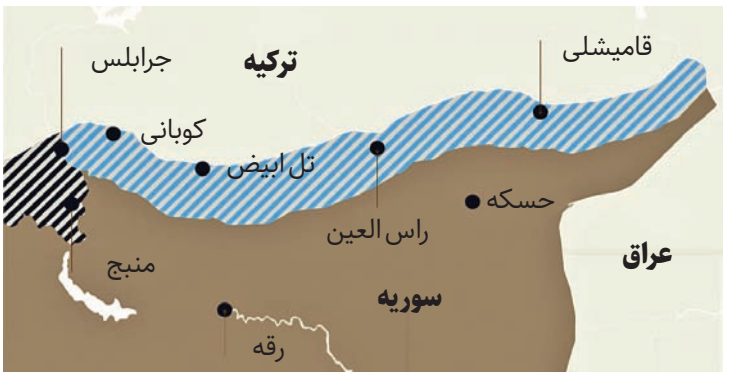 قامیشلی
ترکیه
جرابلس
کوبانی
تل ابیض
حسکه
راس العین
عراق
منبج
سوریه
رقه